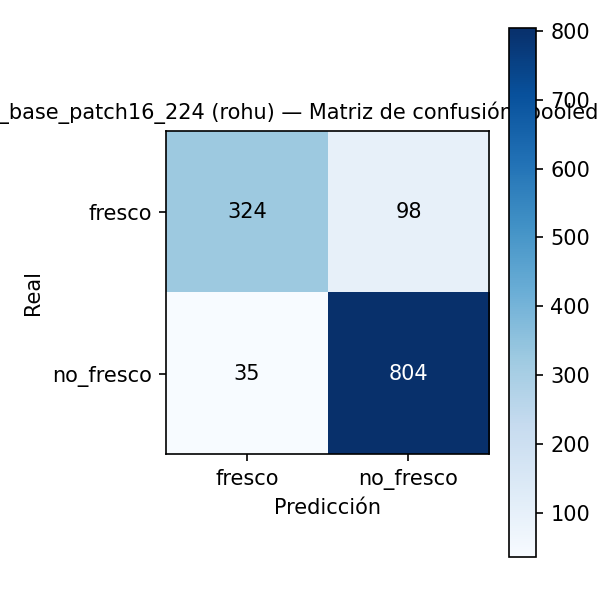 _base_patch16_224 (rohu) — Matriz de confusión
fresco
no_fresco
Real
324
98
35
804
fresco
no_fresco
Predicción
800
700
600
500
400
300
200
100